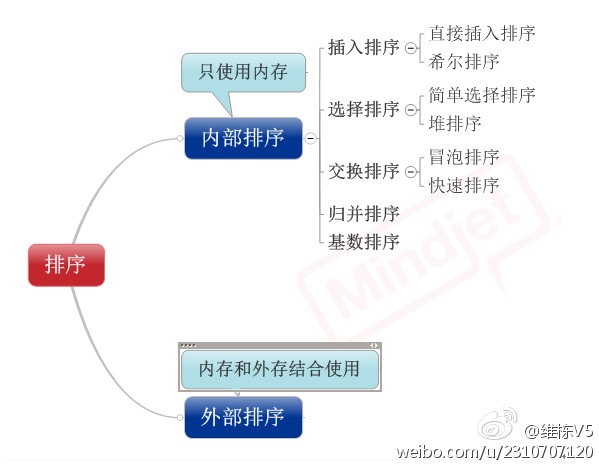 只使用内存
内部排序
插入排序
直接插入排序
希尔排序
选择排序
简单选择排序
堆排序
交换排序
冒泡排序
快速排序
归并排序
基数排序
排序
内存和外存结合使用
外部排序
Mindjet
@维栋V5
weibo.com/u/2310707120